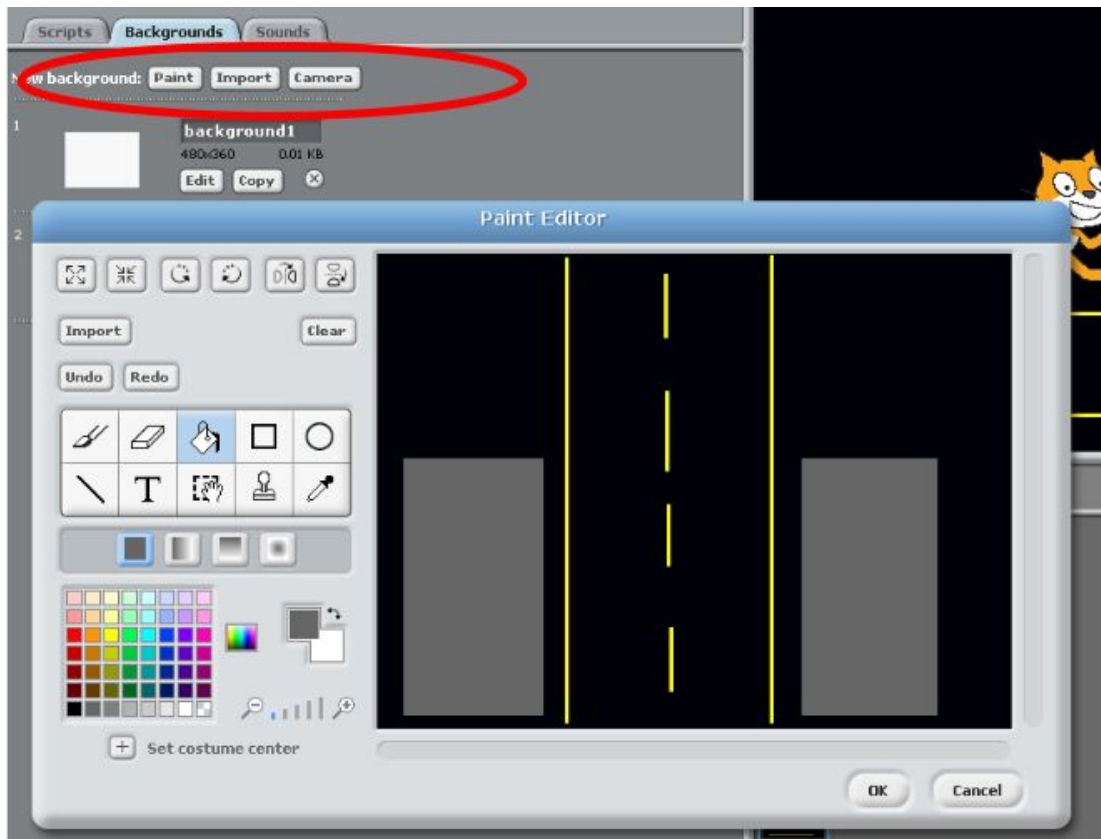 Scripts Backgrounds Sounds
New background: Paint Import Camera
1
background1
480x360 0.01 KB
Edit Copy
2
Paint Editor
Import Clear
Undo Redo
T
Set costume center
OK Cancel